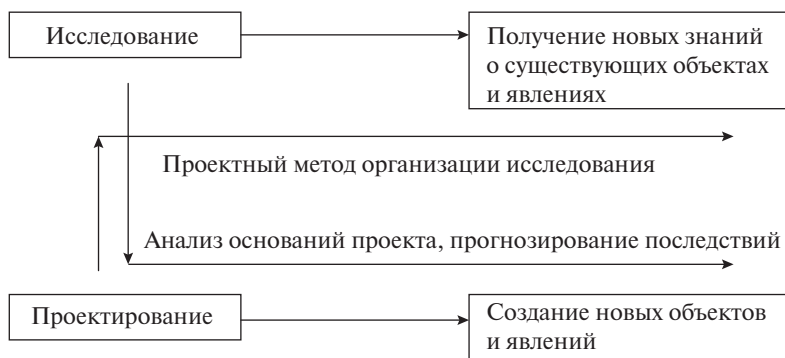 Исследование
Получение новых знаний
о существующих объектах
и явлениях
Проектный метод организации исследования
Анализ оснований проекта, прогнозирование последствий
Проектирование
Создание новых объектов
и явлений